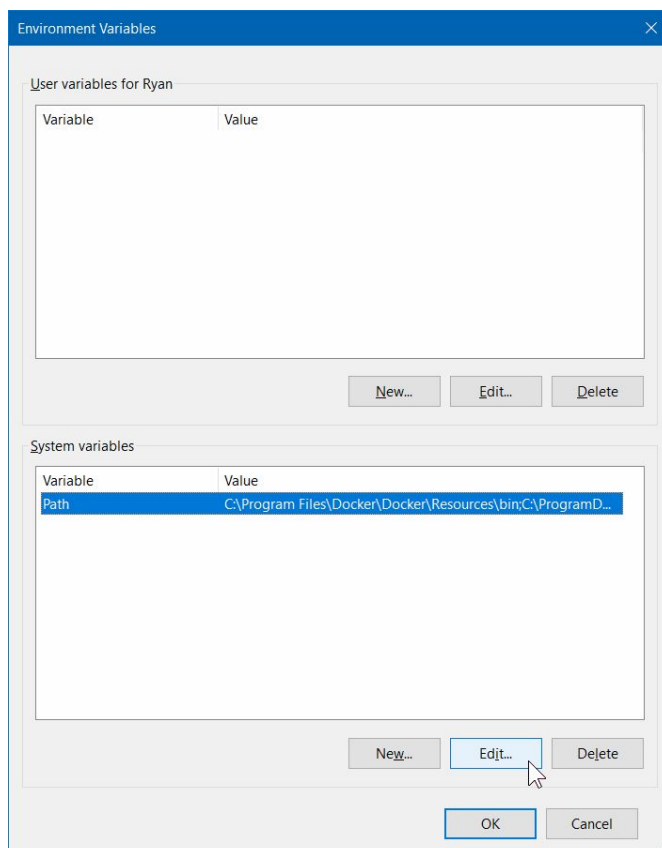 Environment Variables
User variables for Ryan
Variable Value
New... Edit... Delete
System variables
Variable Value
Path C:\Program Files\Docker\Docker\Resources\bin;C:\ProgramD...
New... Edit... Delete
OK Cancel